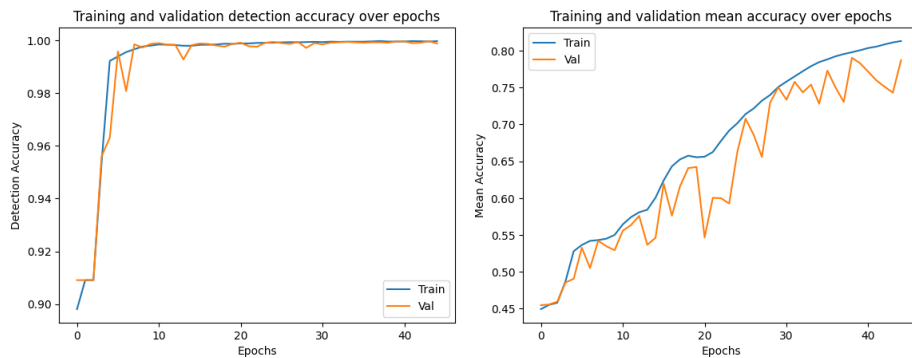 Training and validation detection accuracy over epochs
1.00
0.98
0.96
0.94
0.92
0.90
Detection Accuracy
0
10
20
30
40
Epochs
Train
Val
Training and validation mean accuracy over epochs
Train
Val
0.80
0.75
0.70
0.65
0.60
0.55
0.50
0.45
Mean Accuracy
0
10
20
30
40
Epochs